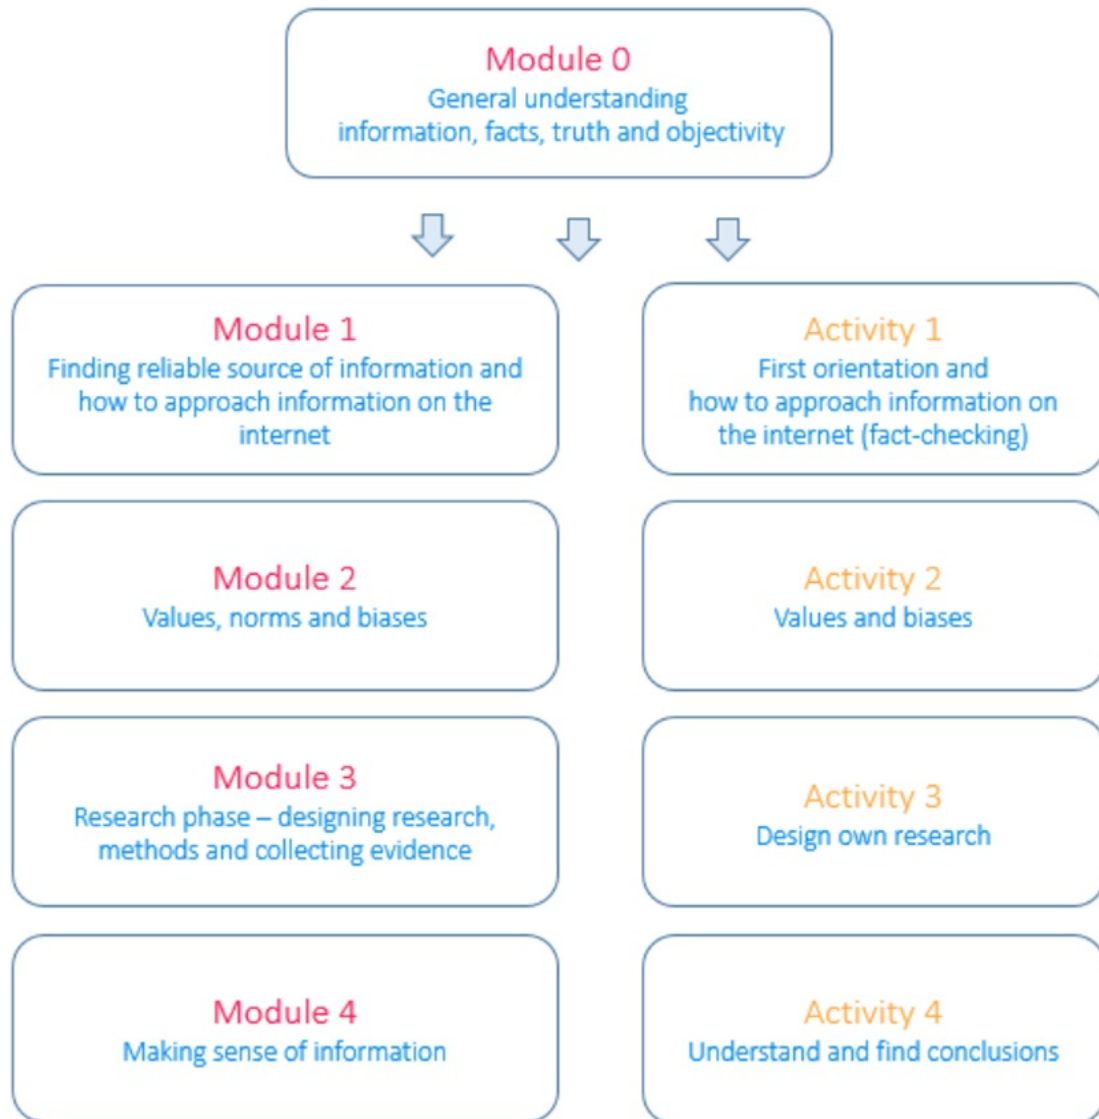 Module 0
General understanding
information, facts, truth and objectivity
Module 1
Finding reliable source of information and
how to approach information on the
internet
Activity 1
First orientation and
how to approach information on
the internet (fact-checking)
Module 2
Values, norms and biases
Activity 2
Values and biases
Module 3
Research phase – designing research,
methods and collecting evidence
Activity 3
Design own research
Module 4
Making sense of information
Activity 4
Understand and find conclusions